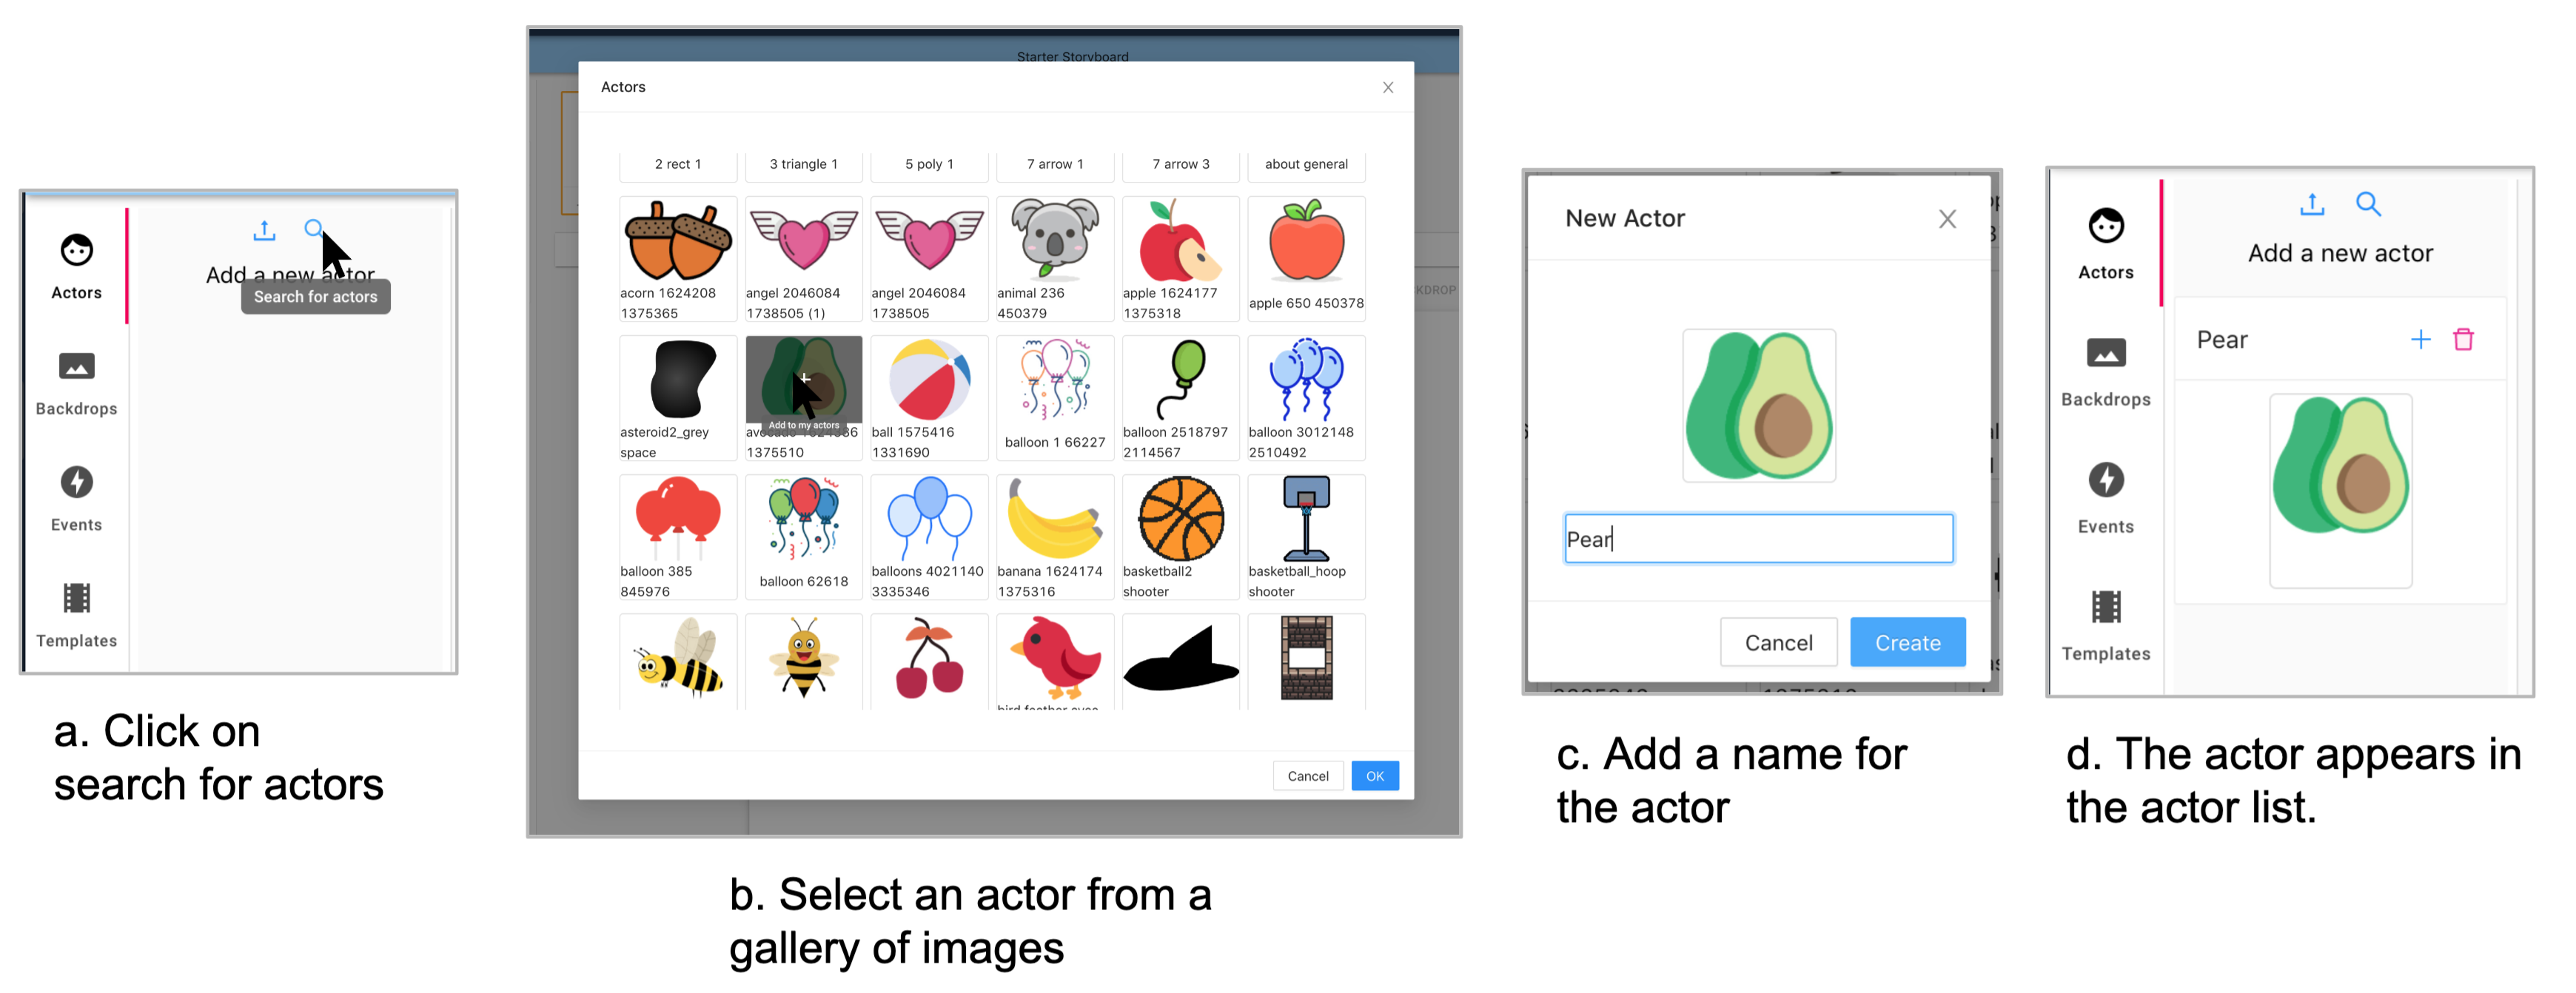 Actors
Backdrops
Events
Templates
Add a new actor
Search for actors
a. Click on
search for actors
Starter Storyboard
Actors
2 rect 1
3 triangle 1
5 poly 1
7 arrow 1
7 arrow 3
about general
acorn 1624208
1375365
angel 2046084
1738505 (1)
angel 2046084
1738505
animal 236
450379
apple 1624177
1375318
apple 650 450378
asteroid2_grey
space
Add to my actors
1375510
ball 1575416
1331690
balloon 1 66227
balloon 2518797
2114567
balloon 3012148
2510492
balloon 385
845976
balloon 62618
balloons 4021140
3335346
banana 1624174
1375316
basketball2
shooter
basketball_hoop
shooter
Cancel
OK
KDROP
b. Select an actor from a
gallery of images
New Actor
Pear
Cancel
Create
c. Add a name for
the actor
Actors
Backdrops
Events
Templates
Add a new actor
Pear
d. The actor appears in
the actor list.